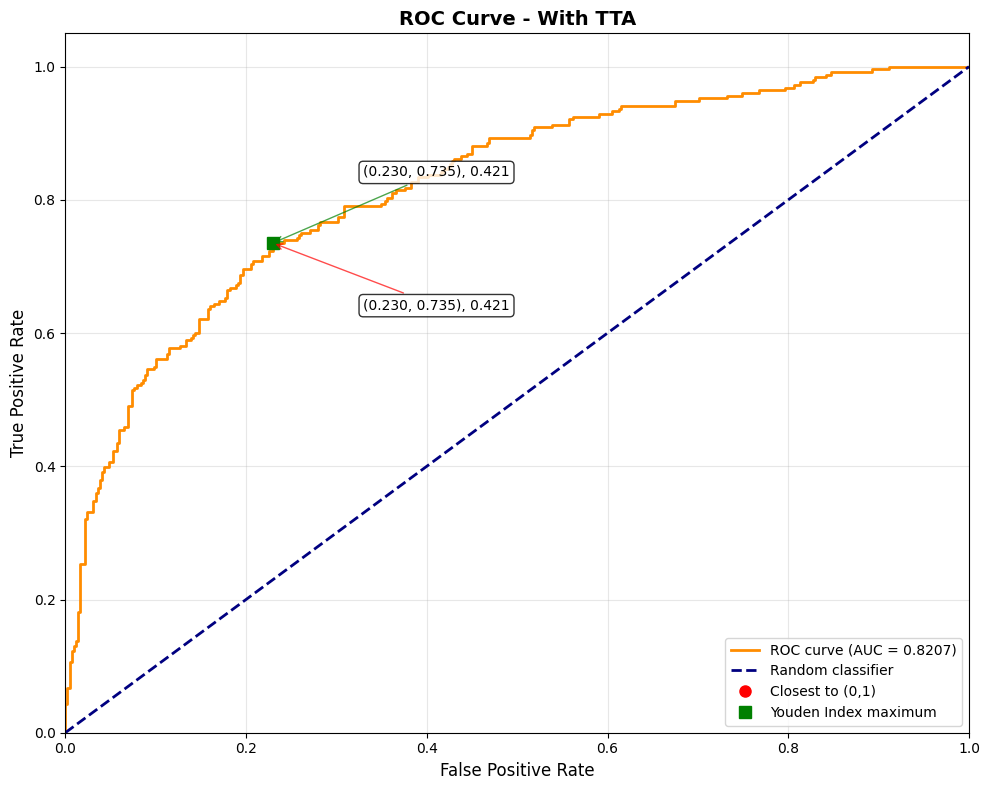 ROC Curve - With TTA
True Positive Rate
1.0
0.8
0.6
0.4
0.2
0.0
(0.230, 0.735), 0.421
(0.230, 0.735), 0.421
ROC curve (AUC = 0.8207)
Random classifier
Closest to (0,1)
Youden Index maximum
0.0 0.2 0.4 0.6 0.8 1.0
False Positive Rate